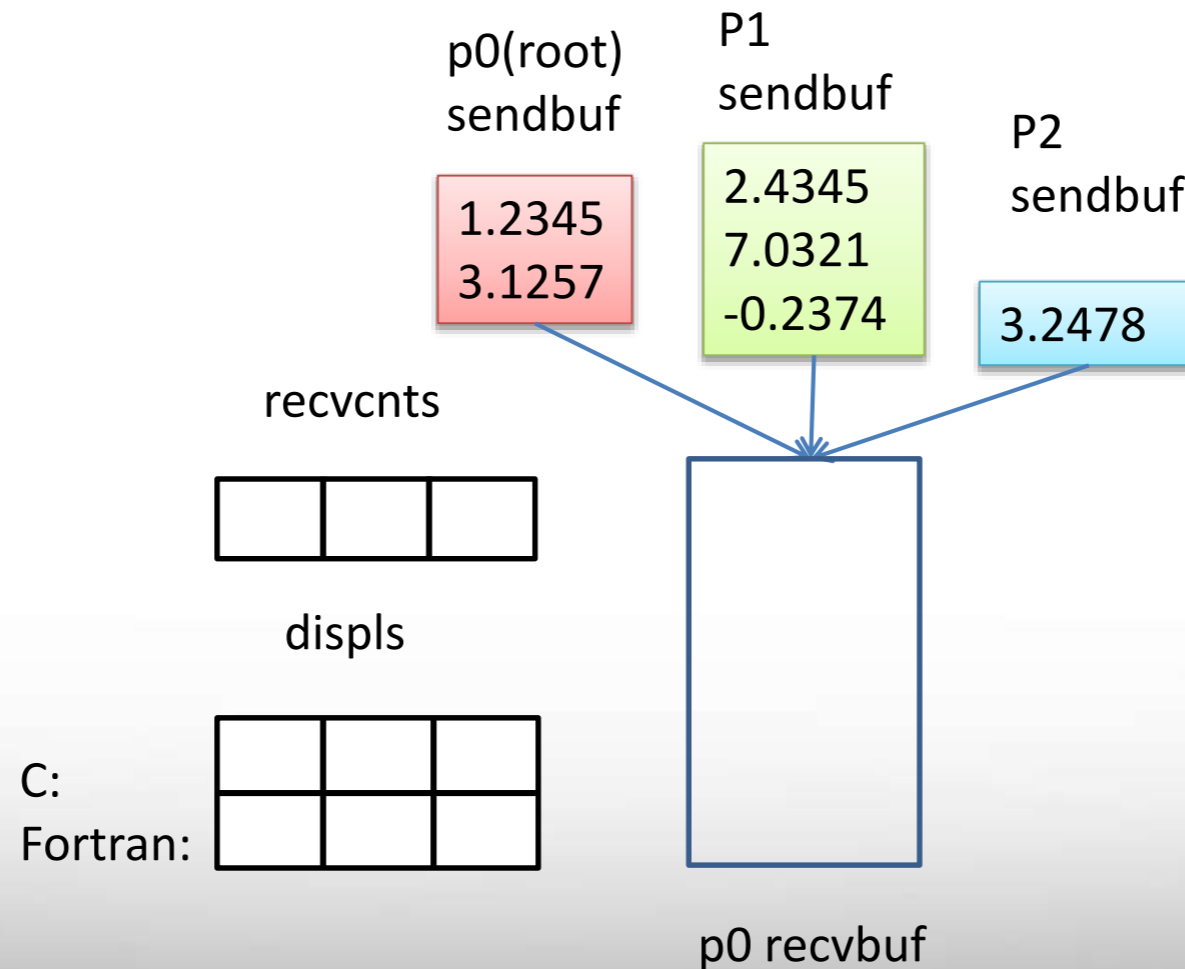 p0(root)
sendbuf
P1
sendbuf
P2
sendbuf
1.2345
3.1257
2.4345
7.0321
-0.2374
3.2478
recvcnts
displs
C:
Fortran:
p0 recvbuf